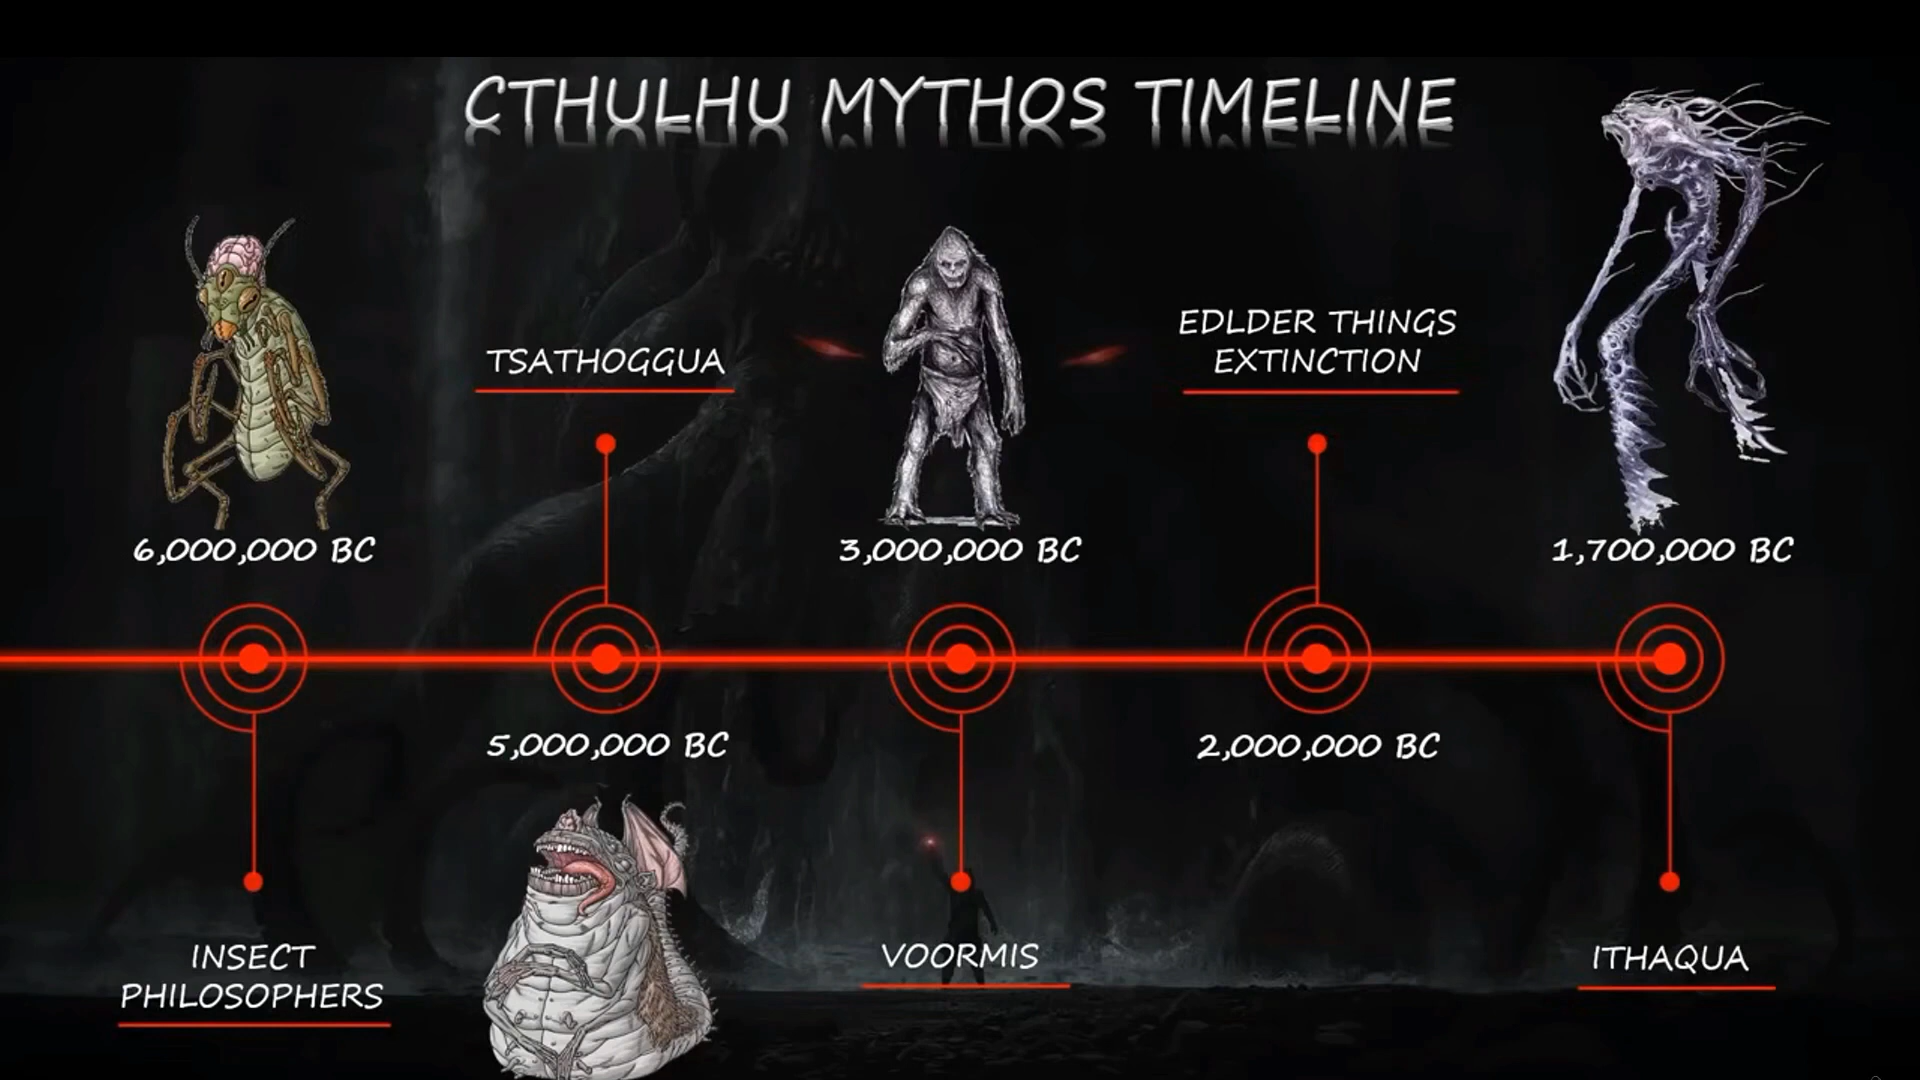 CTHULHU MYTHOS TIMELINE
EDLDER THINGS
EXTINCTION
TSATHOGGUA
6,000,000 BC
3,000,000 BC
1,700,000 BC
5,000,000 BC
2,000,000 BC
INSECT
PHILOSOPHERS
VOORMIS
ITHAQUA